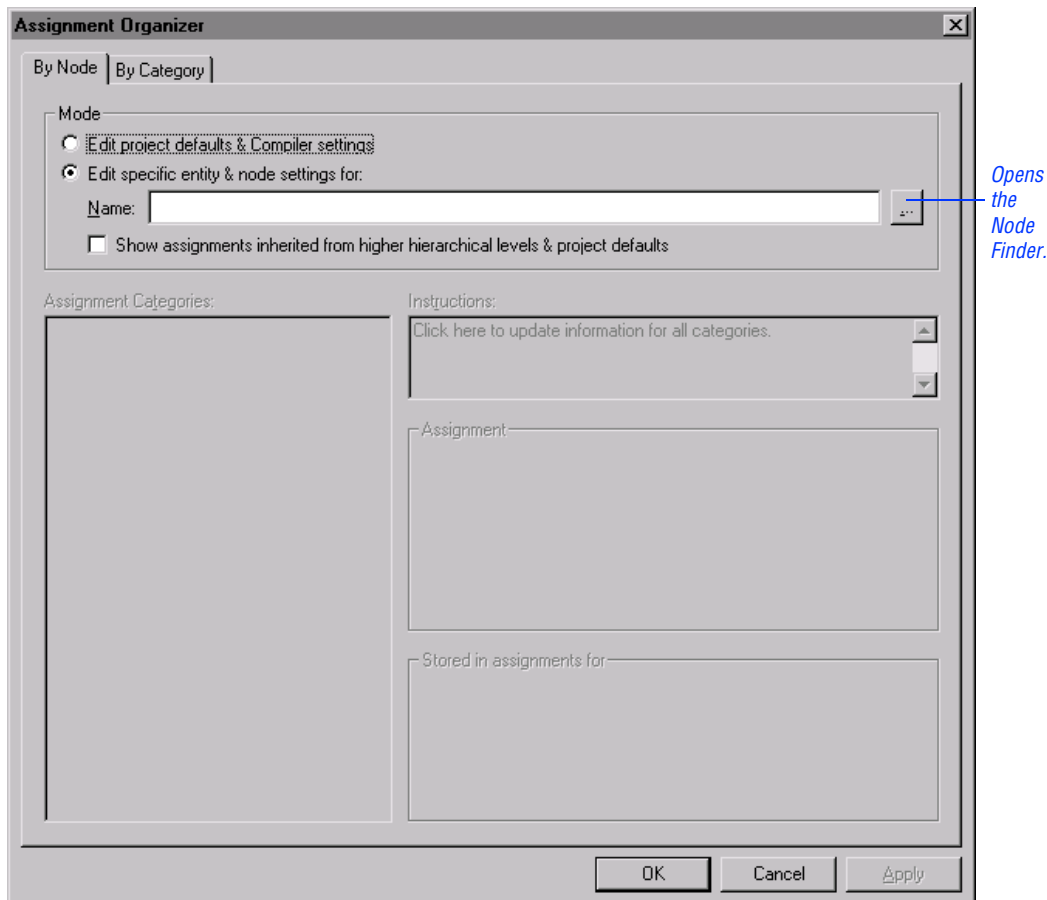 Assignment Organizer
By Node
By Category
Mode
Edit project defaults & Compiler settings
Edit specific entity & node settings for:
Name:
...
Opens
the
Node
Finder.
Show assignments inherited from higher hierarchical levels & project defaults
Assignment Categories:
Instructions:
Click here to update information for all categories.
Assignment
Stored in assignments for
OK
Cancel
Apply